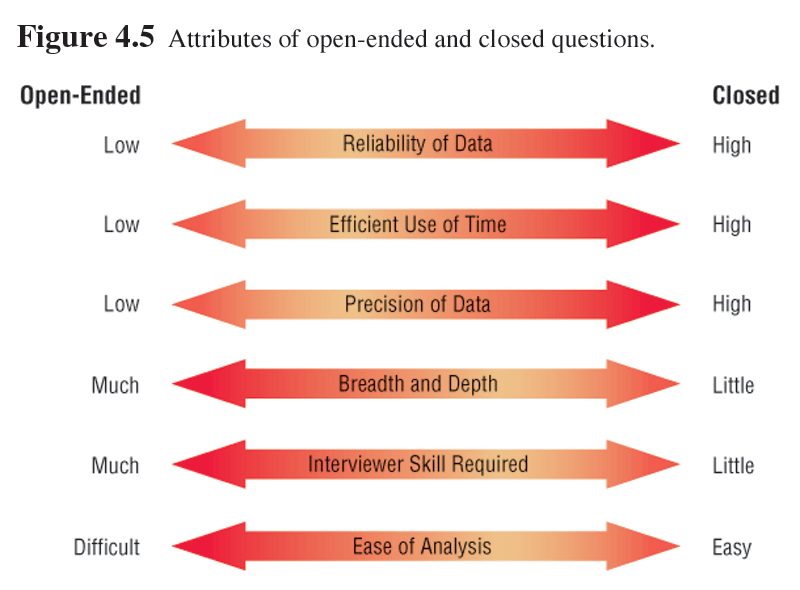 Figure 4.5 Attributes of open-ended and closed questions.
Open-Ended Closed
Low Reliability of Data High
Low Efficient Use of Time High
Low Precision of Data High
Much Breadth and Depth Little
Much Interviewer Skill Required Little
Difficult Ease of Analysis Easy